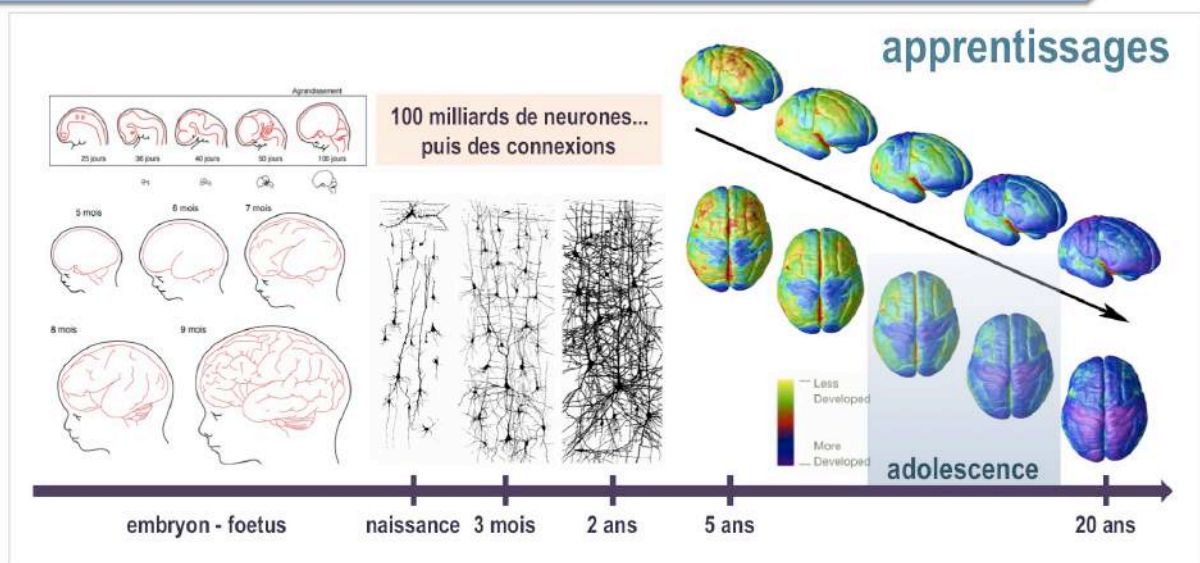 apprentissages
Agrandissement
25 jours
36 jours
40 jours
50 jours
100 jours
100 milliards de neurones...
puis des connexions
5 mois
6 mois
7 mois
8 mois
9 mois
Less
Developed
More
Developed
adolescence
embryon - foetus
naissance
3 mois
2 ans
5 ans
20 ans